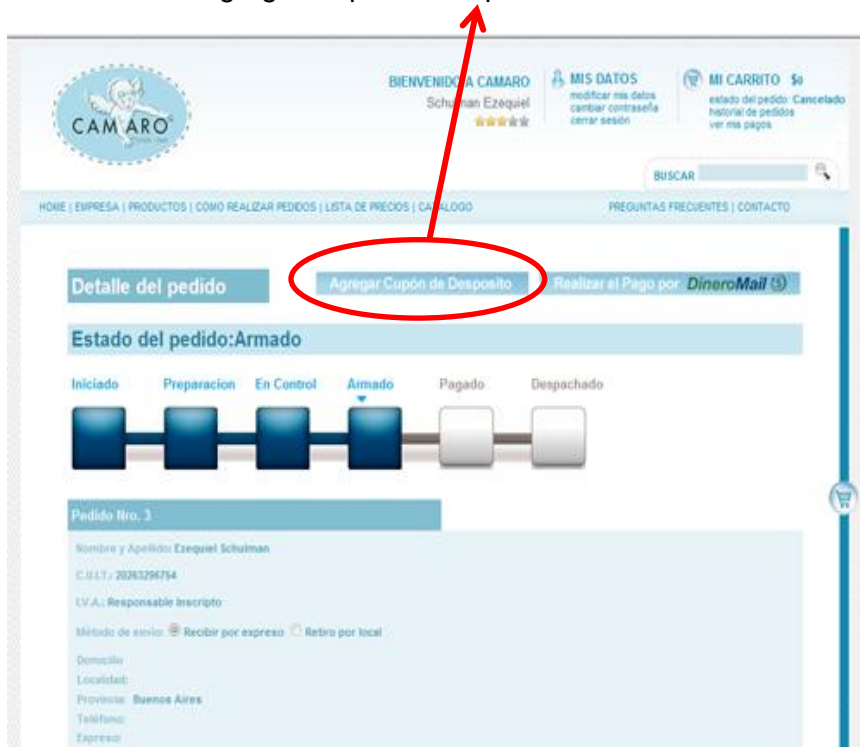 CAMARO
BIENVENIDO A CAMARO
Schulman Ezequiel
MIS DATOS
modificar mis datos
cambiar contraseña
cerrar sesión
MI CARRITO $0
estado del pedido: Cancelado
historial de pedidos
ver mis pagos
BUSCAR
HOME | EMPRESA | PRODUCTOS | COMO REALIZAR PEDIDOS | LISTA DE PRECIOS | CATALOGO
PREGUNTAS FRECUENTES | CONTACTO
Detalle del pedido
Agregar Cupón de Desposito
Realizar el Pago por DineroMail
Estado del pedido:Armado
Iniciado Preparacion En Control Armado Pagado Despachado
Pedido Nro. 3
Nombre y Apellido: Ezequiel Schulman
C.U.I.T.: 20263296754
I.V.A.: Responsable Inscripto
Método de envio: Recibir por expreso Retiro por local
Domicilio
Localidad:
Provincia: Buenos Aires
Teléfono:
Expreso: